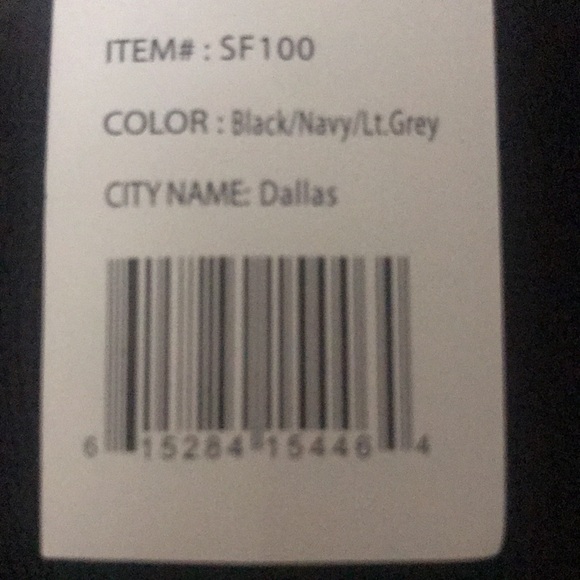 ITEM# : SF100
COLOR : Black/Navy/Lt.Grey
CITY NAME: Dallas
6 15284 15446 4